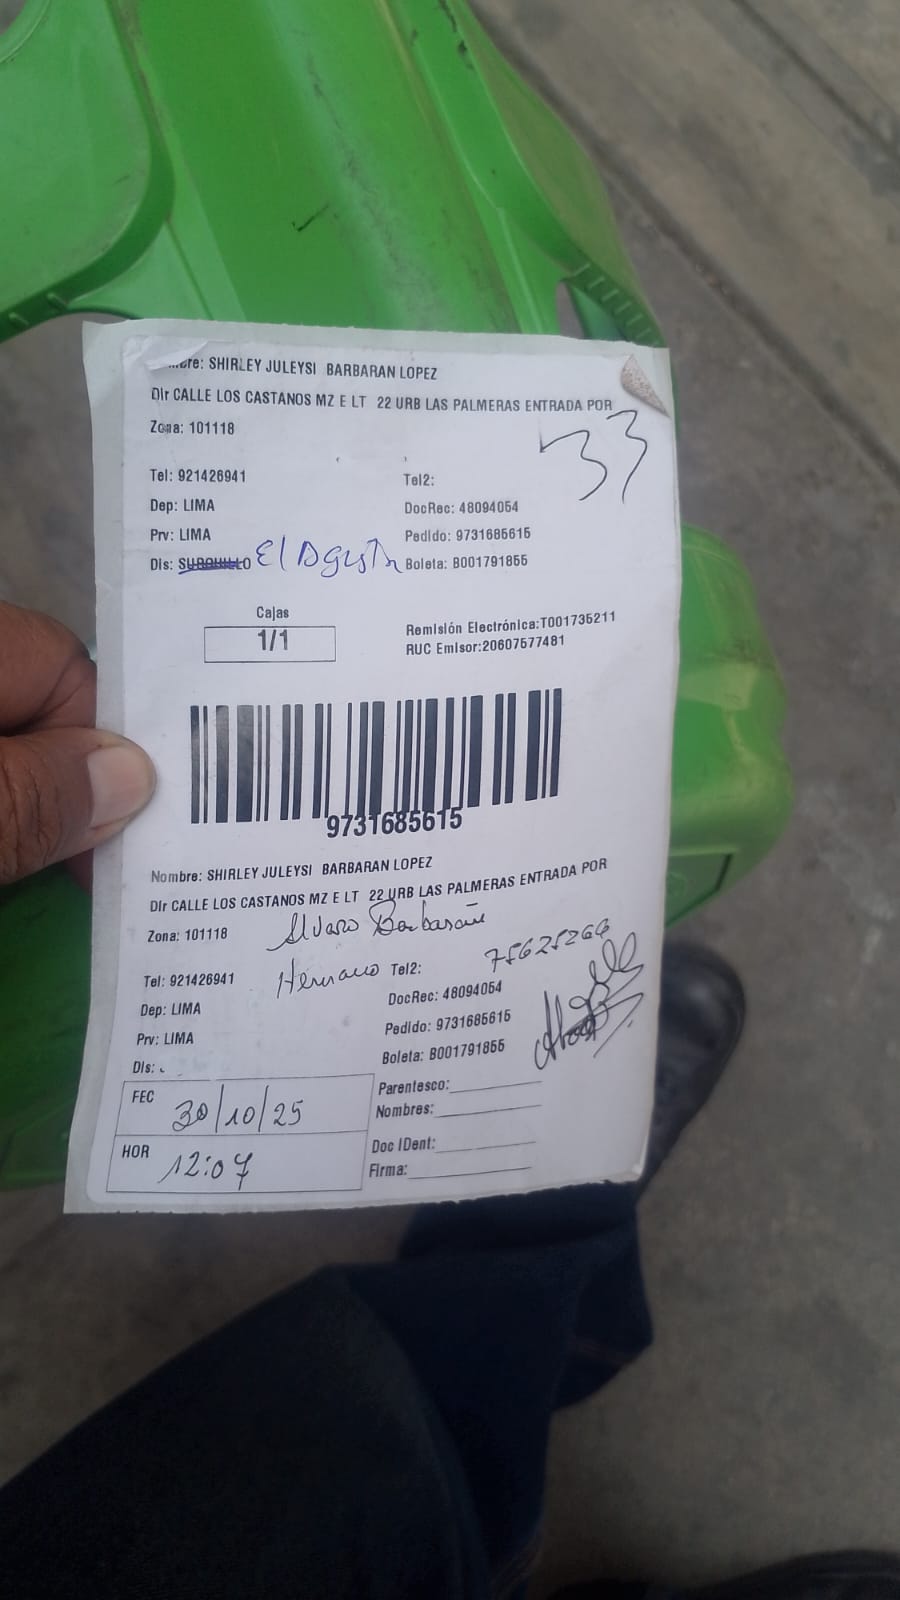 bre: SHIRLEY JULEYSI BARBARAN LOPEZ
Dir CALLE LOS CASTANOS MZ E LT 22 URB LAS PALMERAS ENTRADA POR
Zona: 101118
33
Tel: 921426941 Tel2:
Dep: LIMA DocRec: 48094054
Prv: LIMA Pedido: 9731685615
Dis: SURQUILLO El Agustin Boleta: B001791855
Cajas
1/1
Remisión Electrónica:T001735211
RUC Emisor:20607577481
9731685615
Nombre: SHIRLEY JULEYSI BARBARAN LOPEZ
Dir CALLE LOS CASTANOS MZ E LT 22 URB LAS PALMERAS ENTRADA POR
Zona: 101118 Alvaro Barbarán
Tel: 921426941 Hermano Tel2: 75625266
Dep: LIMA DocRec: 48094054
Prv: LIMA Pedido: 9731685615
Dis: Boleta: B001791855
FEC 30/10/25
HOR 12:07
Parentesco:
Nombres:
Doc IDent:
Firma: